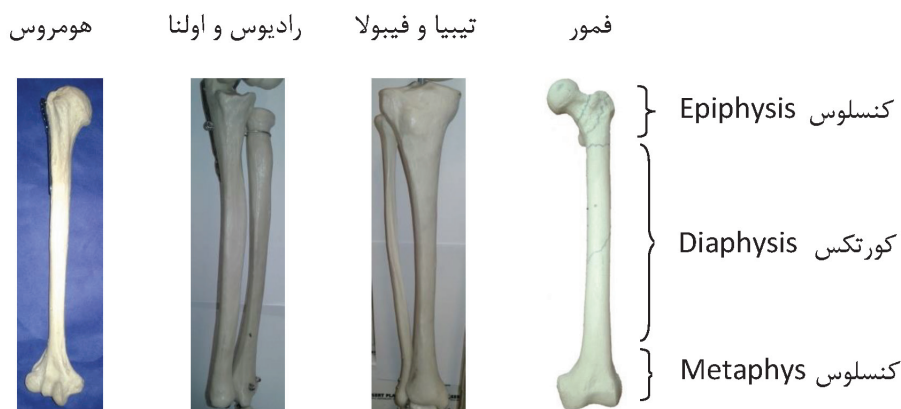 فمور
تیبیا و فیبولا
رادیوس و اولنا
هومروس
کنسلوس Epiphysis
کورتکس Diaphysis
کنسلوس Metaphys